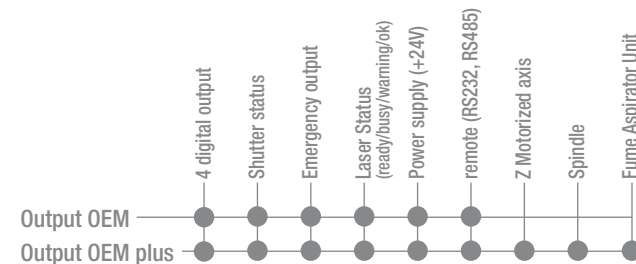 4 digital output
Shutter status
Emergency output
Laser Status
(ready/busy/warning/ok)
Power supply (+24V)
remote (RS232, RS485)
Z Motorized axis
Spindle
Fume Aspirator Unit
Output OEM
Output OEM plus